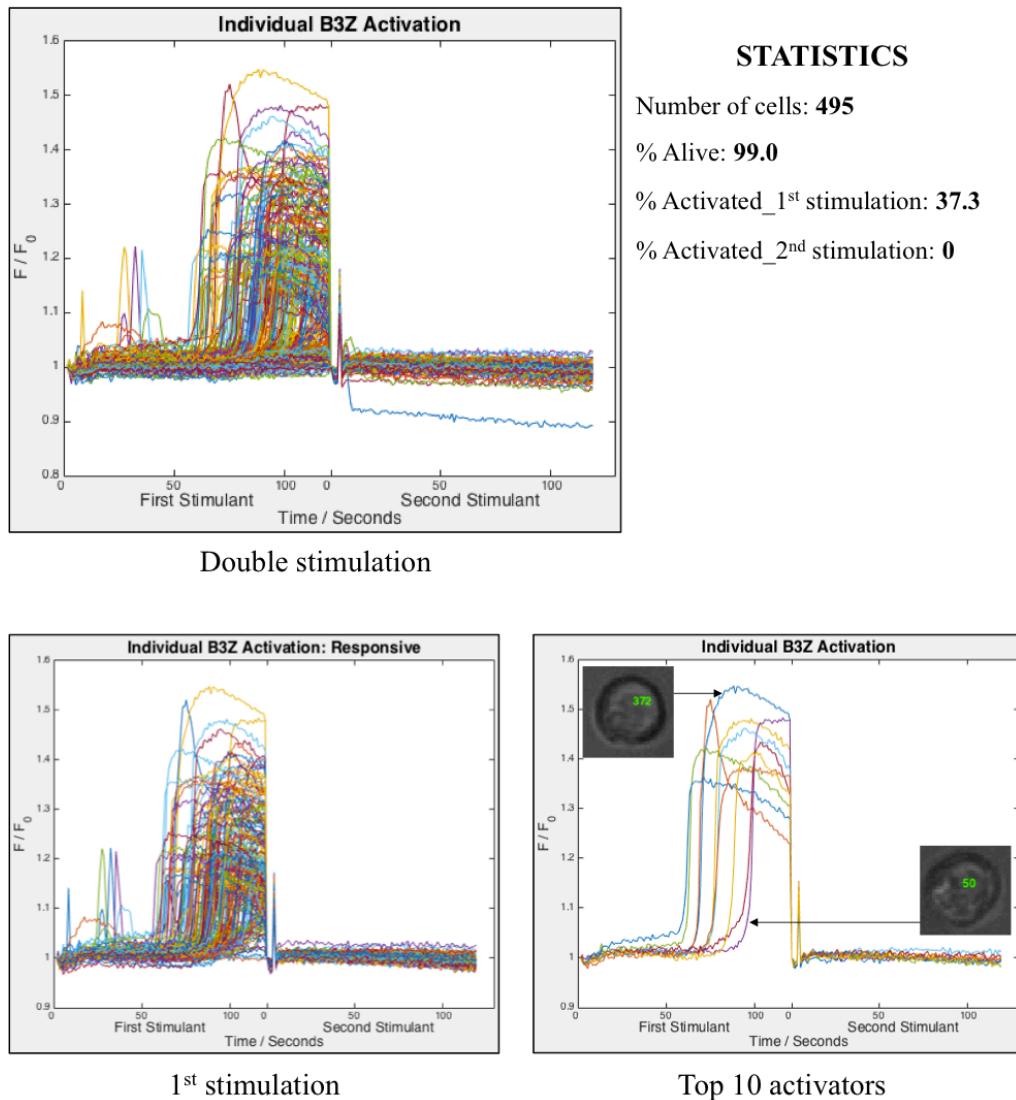 Individual B3Z Activation
1.6
1.5
1.4
1.3
1.2
1.1
1
0.9
0.8
F / F0
0 50 100 0 50 100
First Stimulant Second Stimulant
Time / Seconds
Double stimulation
STATISTICS
Number of cells: 495
% Alive: 99.0
% Activated_1st stimulation: 37.3
% Activated_2nd stimulation: 0
Individual B3Z Activation: Responsive
1.6
1.5
1.4
1.3
1.2
1.1
1
0.9
F / F0
0 50 100 0 50 100
First Stimulant Second Stimulant
Time / Seconds
1st stimulation
Individual B3Z Activation
1.6
1.5
1.4
1.3
1.2
1.1
1
0.9
F / F0
372
50
0 50 100 0 50 100
First Stimulant Second Stimulant
Time / Seconds
Top 10 activators